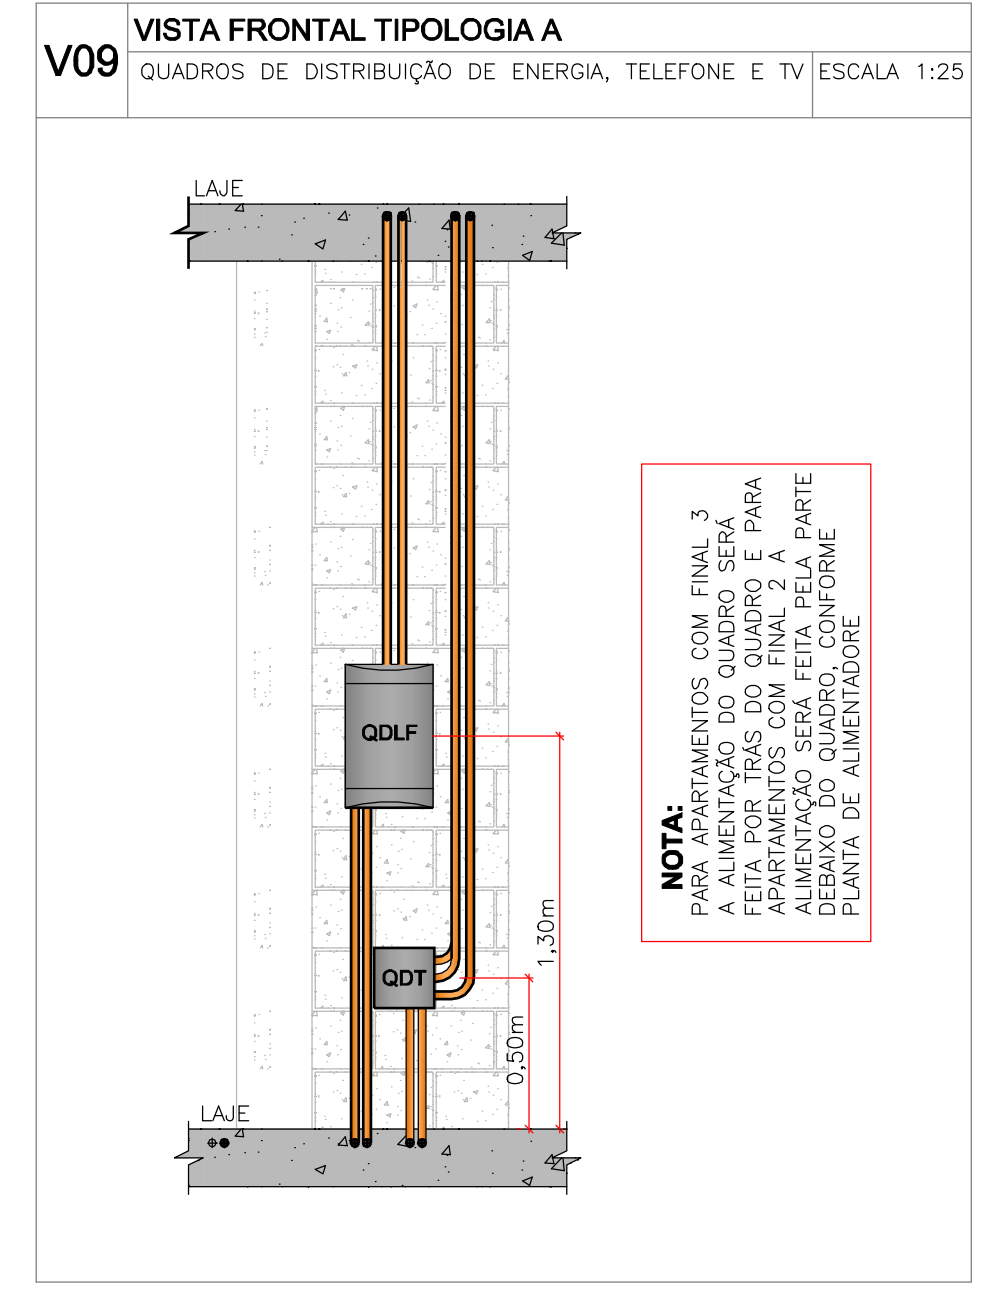 V09
VISTA FRONTAL TIPOLOGIA A
QUADROS DE DISTRIBUIÇÃO DE ENERGIA, TELEFONE E TV
ESCALA 1:25
LAJE
QDLF
QDT
1,30m
0,50m
LAJE
NOTA:
PARA APARTAMENTOS COM FINAL 3
A ALIMENTAÇÃO DO QUADRO SERÁ
FEITA POR TRÁS DO QUADRO E PARA
APARTAMENTOS COM FINAL 2 A
ALIMENTAÇÃO SERÁ FEITA PELA PARTE
DEBAIXO DO QUADRO, CONFORME
PLANTA DE ALIMENTADORE